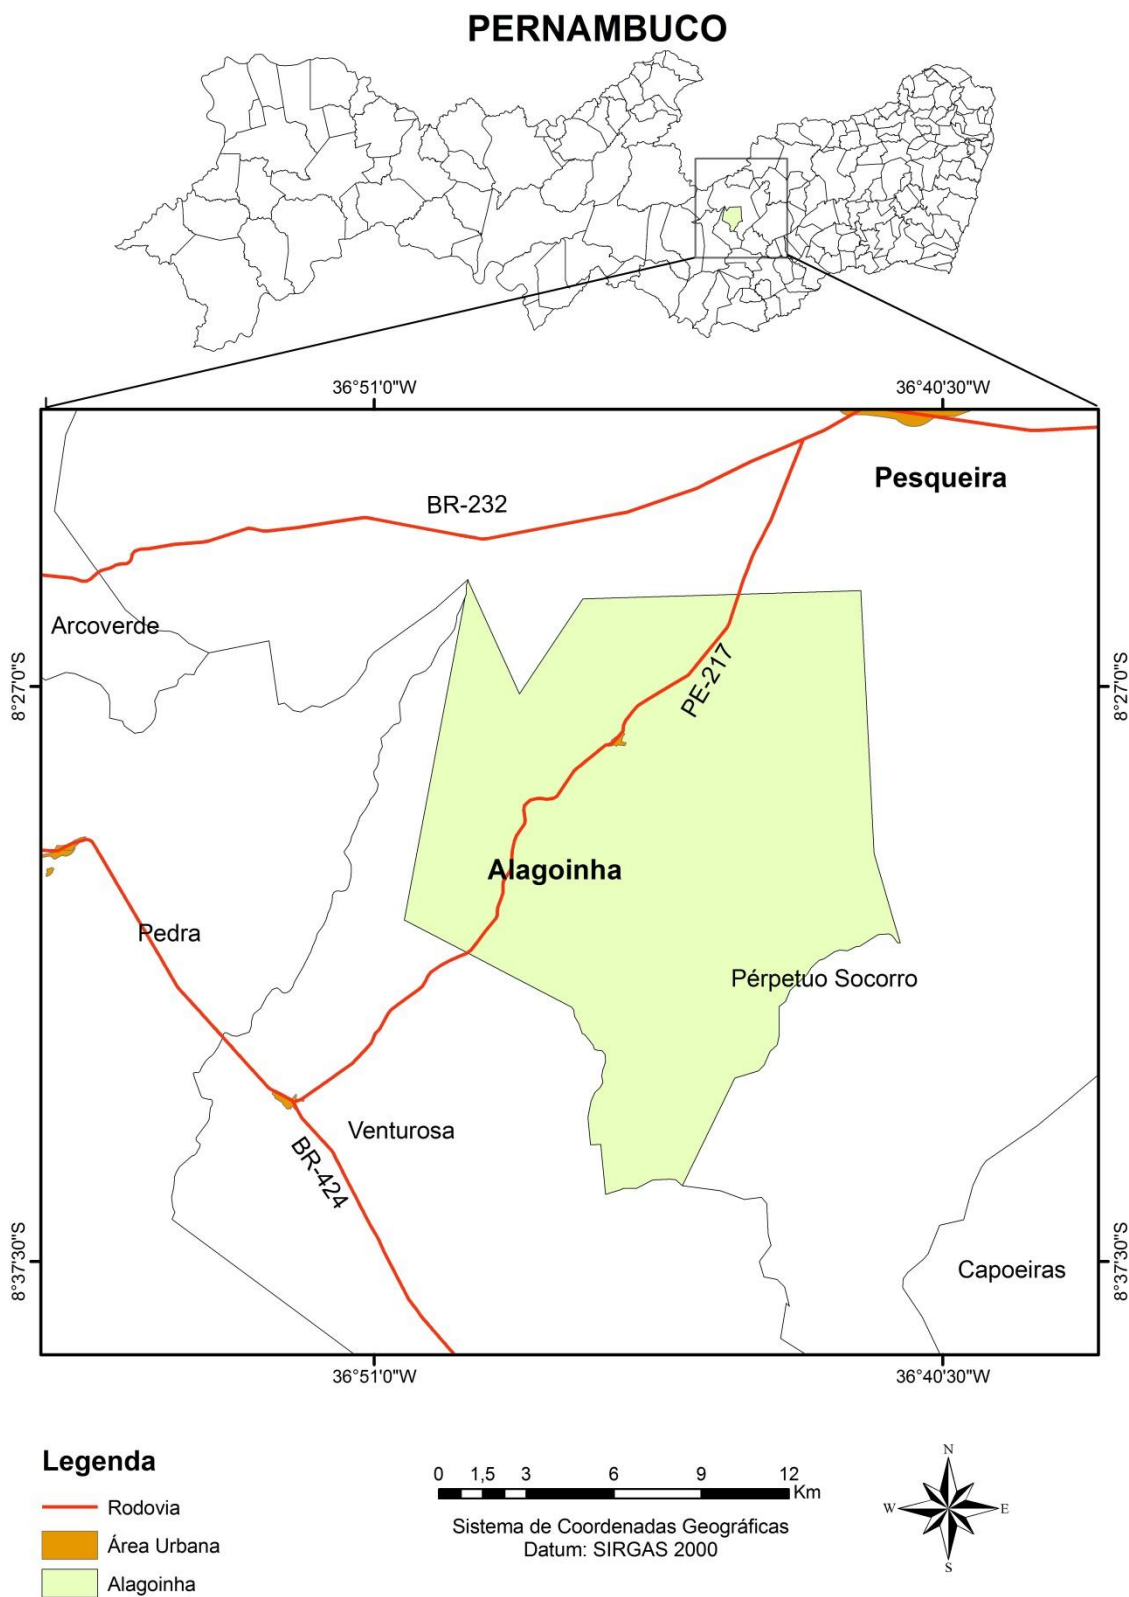 PERNAMBUCO
36°51'0"W
36°40'30"W
Pesqueira
BR-232
Arcoverde
8°27'0"S
8°27'0"S
PE-217
Alagoinha
Pedra
Pérpetuo Socorro
Venturosa
BR-424
8°37'30"S
8°37'30"S
Capoeiras
36°51'0"W
36°40'30"W
Legenda
Rodovia
Área Urbana
Alagoinha
0 1,5 3 6 9 12
Km
Sistema de Coordenadas Geográficas
Datum: SIRGAS 2000
N
W
E
S